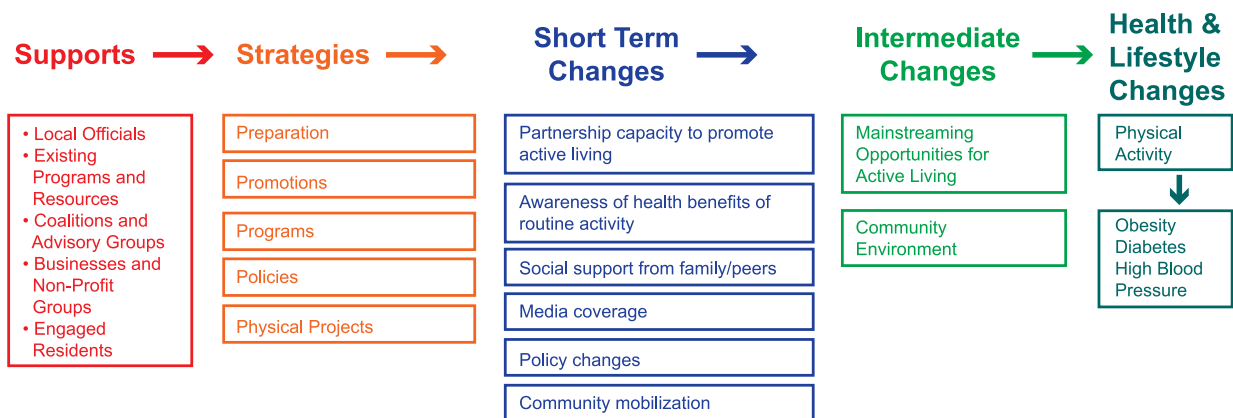 Supports
Strategies
Short Term
Changes
Intermediate
Changes
Health &
Lifestyle
Changes
• Local Officials
• Existing
Programs and
Resources
• Coalitions and
Advisory Groups
• Businesses and
Non-Profit
Groups
• Engaged
Residents
Preparation
Promotions
Programs
Policies
Physical Projects
Partnership capacity to promote
active living
Awareness of health benefits of
routine activity
Social support from family/peers
Media coverage
Policy changes
Community mobilization
Mainstreaming
Opportunities for
Active Living
Community
Environment
Physical
Activity
Obesity
Diabetes
High Blood
Pressure